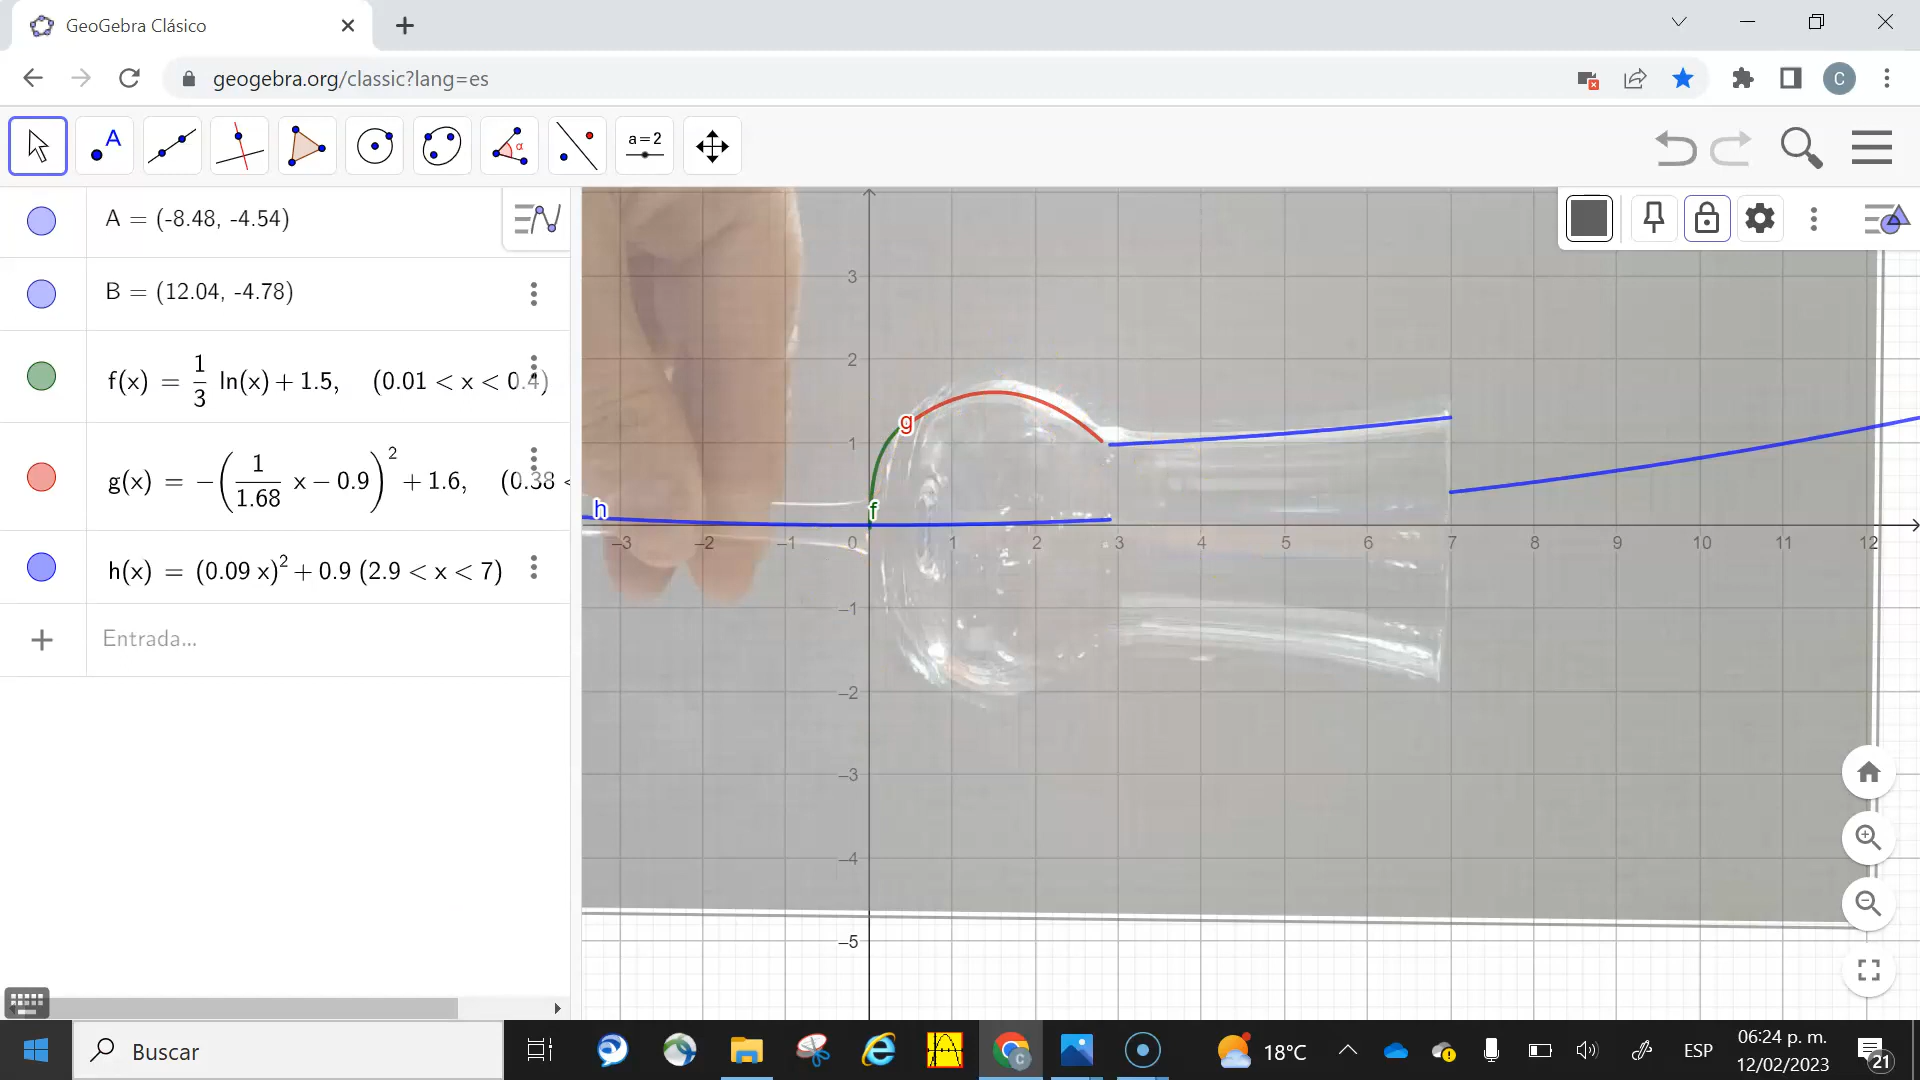 GeoGebra Clásico
geogebra.org/classic?lang=es
C
A
α
a=2
A = (-8.48, -4.54)
B = (12.04, -4.78)
f(x) = 1/3 ln(x) + 1.5, (0.01 < x < 0.4)
g(x) = -(1/1.68 x - 0.9)² + 1.6, (0.38 <
h(x) = (0.09 x)² + 0.9 (2.9 < x < 7)
+ Entrada...
3
2
1
g
h
f
-3 -2 -1 0 1 2 3 4 5 6 7 8 9 10 11 12
-1
-2
-3
-4
-5
Buscar
C
18°C
ESP
06:24 p. m.
12/02/2023
21